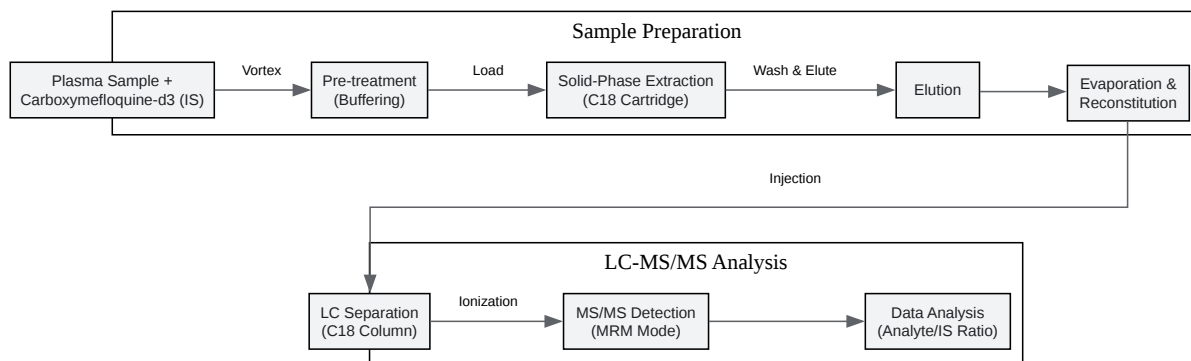 Sample Preparation
Plasma Sample +
Carboxymefloquine-d3 (IS)
Vortex
Pre-treatment
(Buffering)
Load
Solid-Phase Extraction
(C18 Cartridge)
Wash & Elute
Elution
Evaporation &
Reconstitution
Injection
LC-MS/MS Analysis
LC Separation
(C18 Column)
Ionization
MS/MS Detection
(MRM Mode)
Data Analysis
(Analyte/IS Ratio)